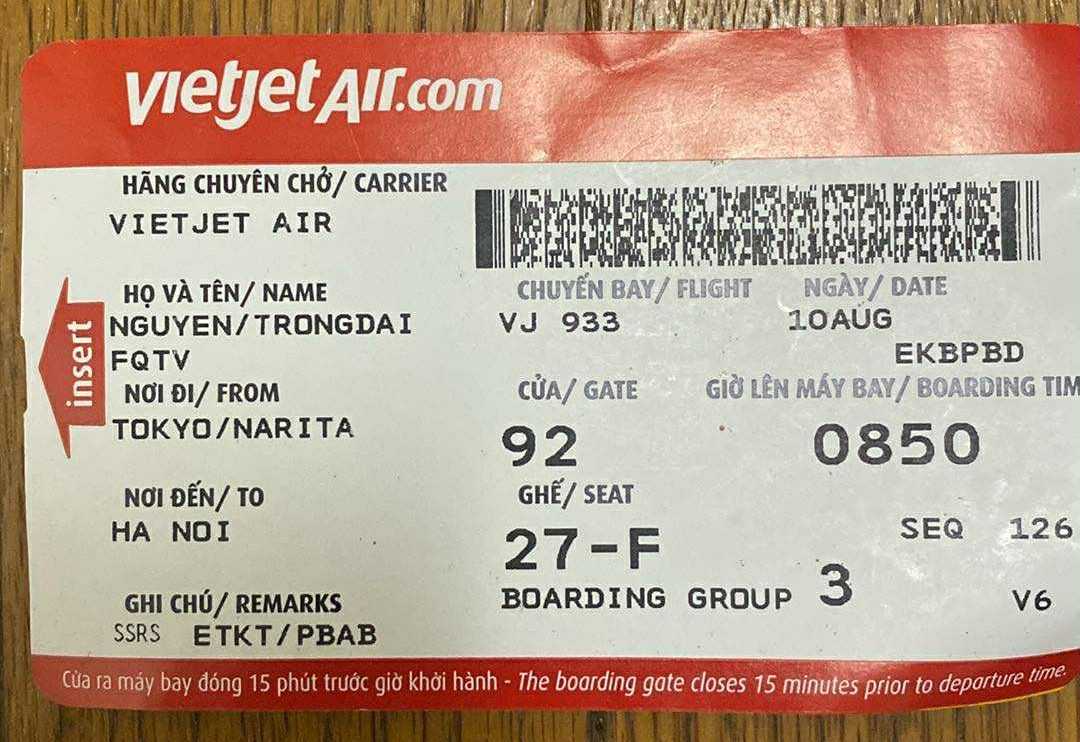 vietjetAir.com
HÃNG CHUYÊN CHỞ/ CARRIER
VIETJET AIR
HỌ VÀ TÊN/ NAME
NGUYEN/TRONGDAI
FQTV
NƠI ĐI/ FROM
TOKYO/NARITA
NƠI ĐẾN/ TO
HA NOI
GHI CHÚ/ REMARKS
SSRS ETKT/PBAB
insert
CHUYẾN BAY/ FLIGHT NGÀY/ DATE
VJ 933 10AUG
EKBPBD
CỬA/ GATE GIỜ LÊN MÁY BAY/ BOARDING TIM
92 0850
GHẾ/ SEAT
27-F SEQ 126
BOARDING GROUP 3 V6
Cửa ra máy bay đóng 15 phút trước giờ khởi hành - The boarding gate closes 15 minutes prior to departure time.